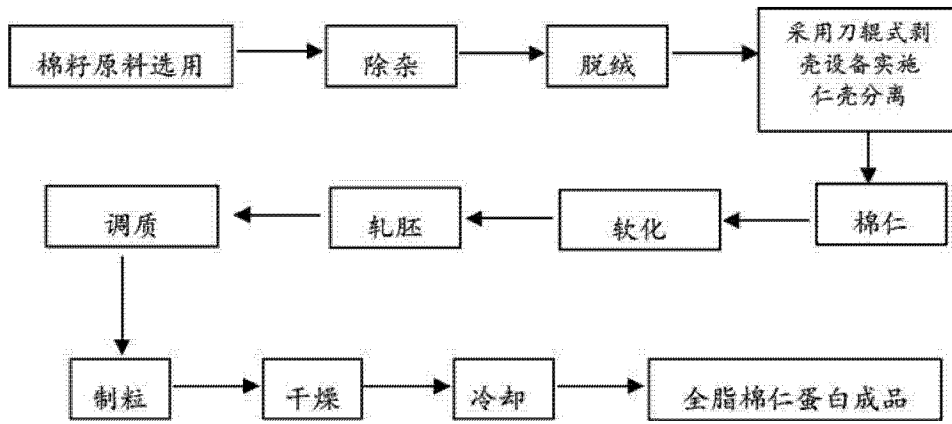 棉籽原料选用
除杂
脱绒
采用刀辊式剥
壳设备实施
仁壳分离
棉仁
软化
轧胚
调质
制粒
干燥
冷却
全脂棉仁蛋白成品